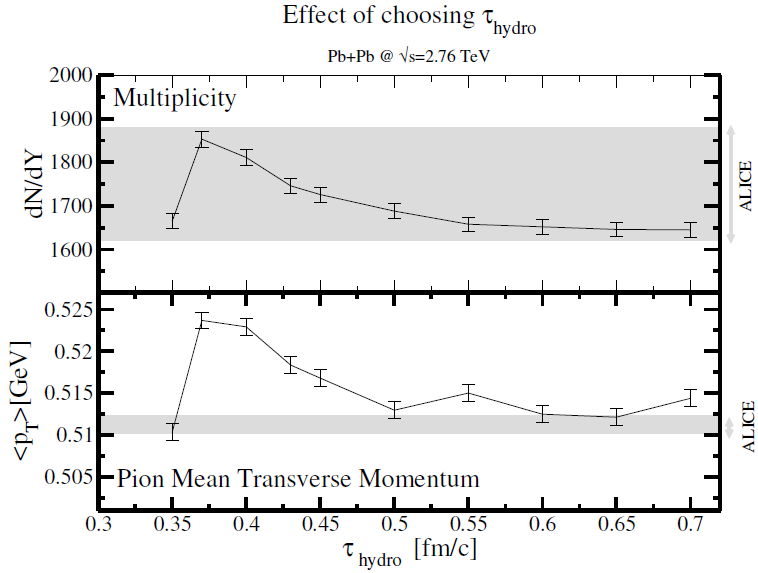 Effect of choosing τhydro
Pb+Pb @ √s=2.76 TeV
2000
1900
1800
1700
1600
dN/dY
Multiplicity
ALICE
0.525
0.52
0.515
0.51
0.505
<pT>[GeV]
Pion Mean Transverse Momentum
ALICE
0.3 0.35 0.4 0.45 0.5 0.55 0.6 0.65 0.7
τhydro [fm/c]